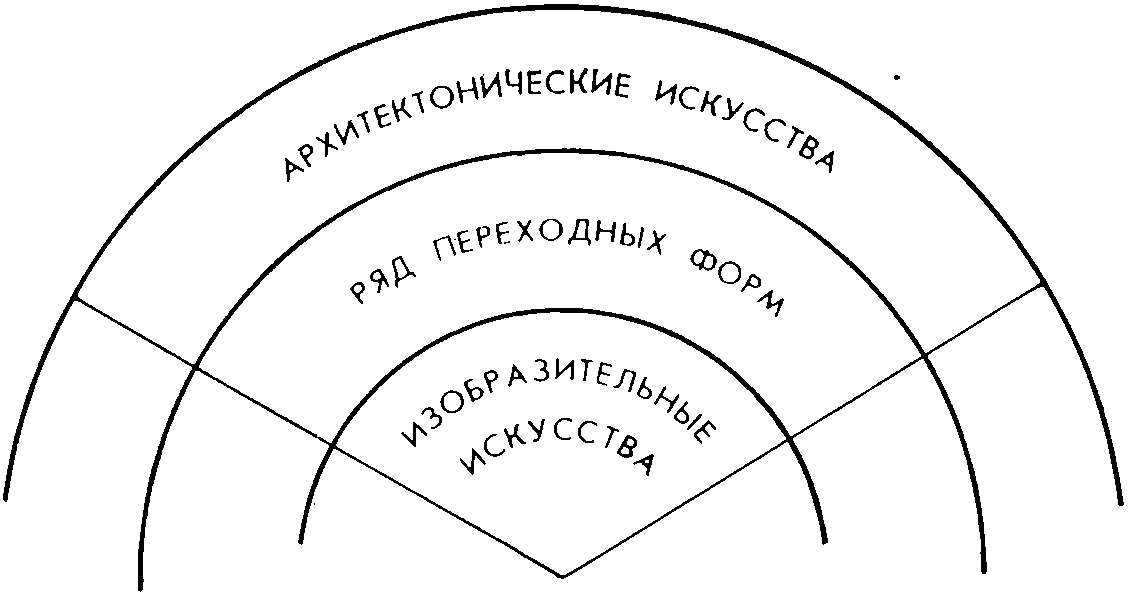 АРХИТЕКТОНИЧЕСКИЕ ИСКУССТВА
РЯД ПЕРЕХОДНЫХ ФОРМ
ИЗОБРАЗИТЕЛЬНЫЕ
ИСКУССТВА